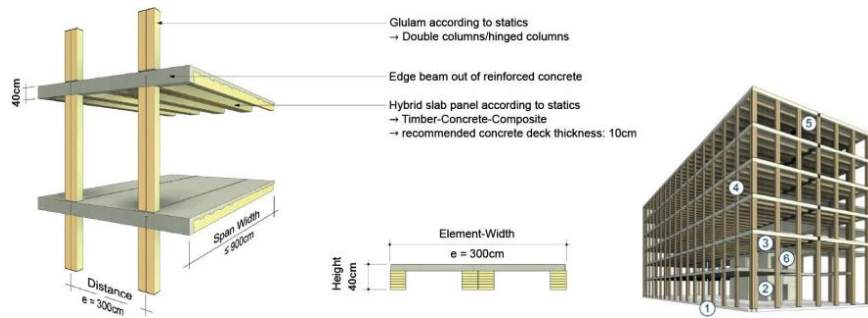 Glulam according to statics
→ Double columns/hinged columns
Edge beam out of reinforced concrete
Hybrid slab panel according to statics
→ Timber-Concrete-Composite
→ recommended concrete deck thickness: 10cm
40cm
Span Width
≤ 900cm
Distance
e = 300cm
Element-Width
e = 300cm
Height
40cm
5
4
3
6
2
1